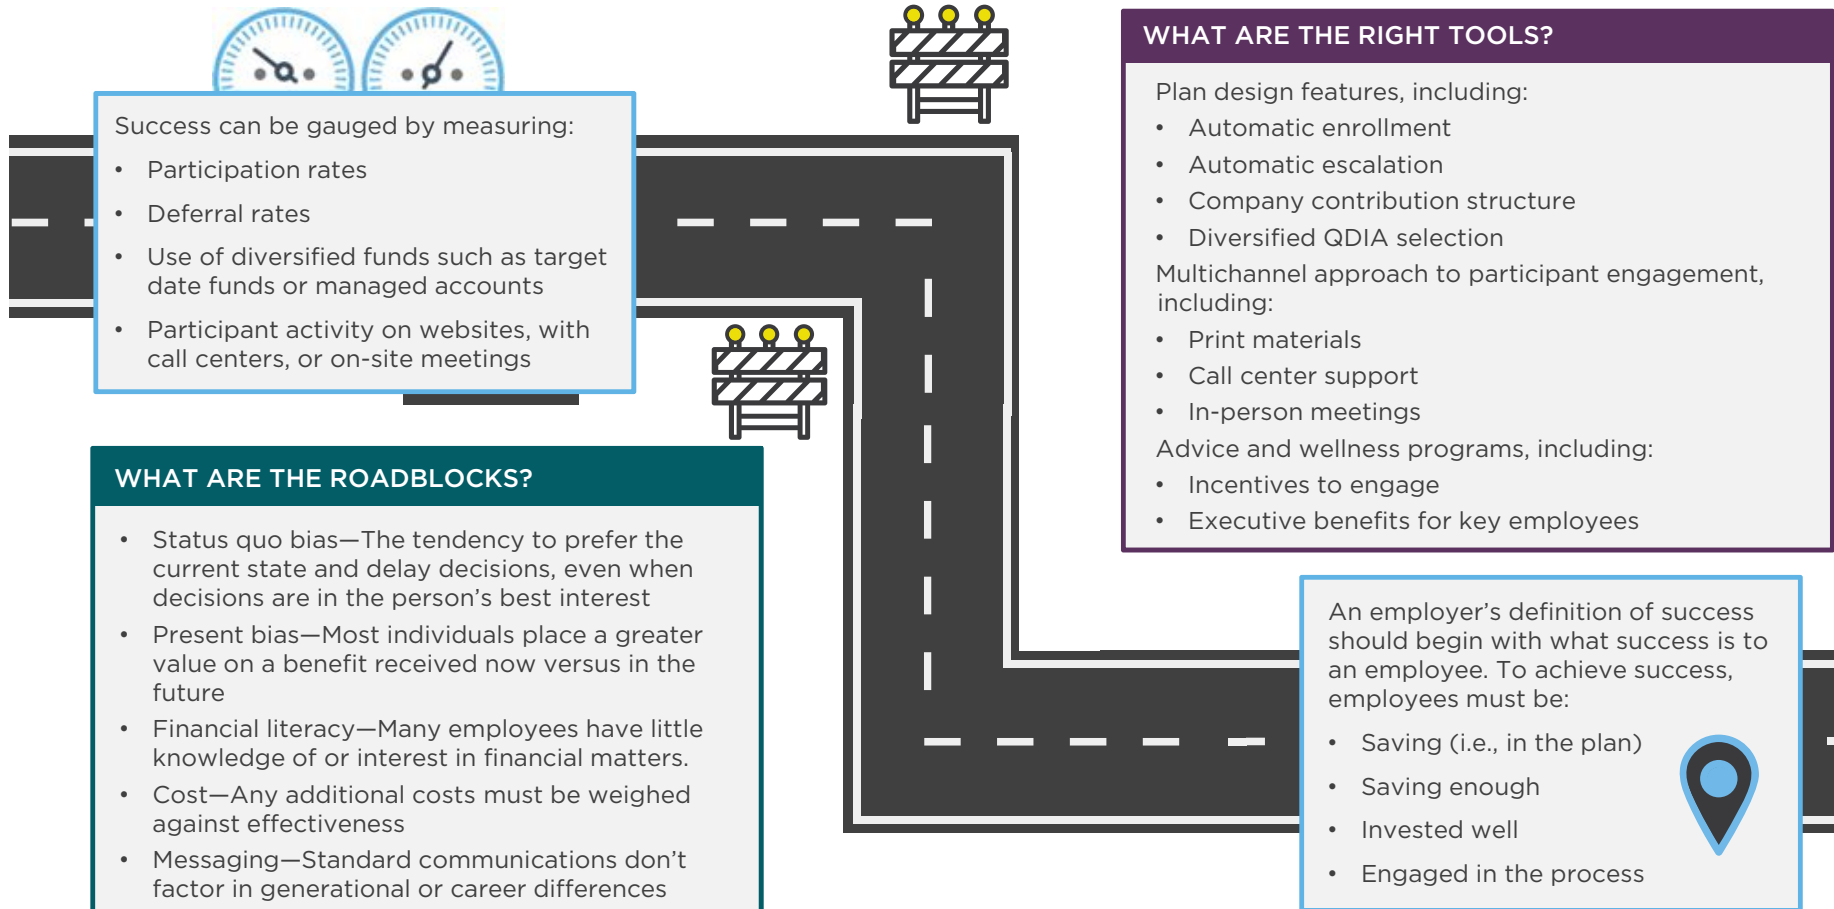 Success can be gauged by measuring:
• Participation rates
• Deferral rates
• Use of diversified funds such as target
date funds or managed accounts
• Participant activity on websites, with
call centers, or on-site meetings
WHAT ARE THE ROADBLOCKS?
• Status quo bias—The tendency to prefer the
current state and delay decisions, even when
decisions are in the person’s best interest
• Present bias—Most individuals place a greater
value on a benefit received now versus in the
future
• Financial literacy—Many employees have little
knowledge of or interest in financial matters.
• Cost—Any additional costs must be weighed
against effectiveness
• Messaging—Standard communications don’t
factor in generational or career differences
WHAT ARE THE RIGHT TOOLS?
Plan design features, including:
• Automatic enrollment
• Automatic escalation
• Company contribution structure
• Diversified QDIA selection
Multichannel approach to participant engagement,
including:
• Print materials
• Call center support
• In-person meetings
Advice and wellness programs, including:
• Incentives to engage
• Executive benefits for key employees
An employer’s definition of success
should begin with what success is to
an employee. To achieve success,
employees must be:
• Saving (i.e., in the plan)
• Saving enough
• Invested well
• Engaged in the process